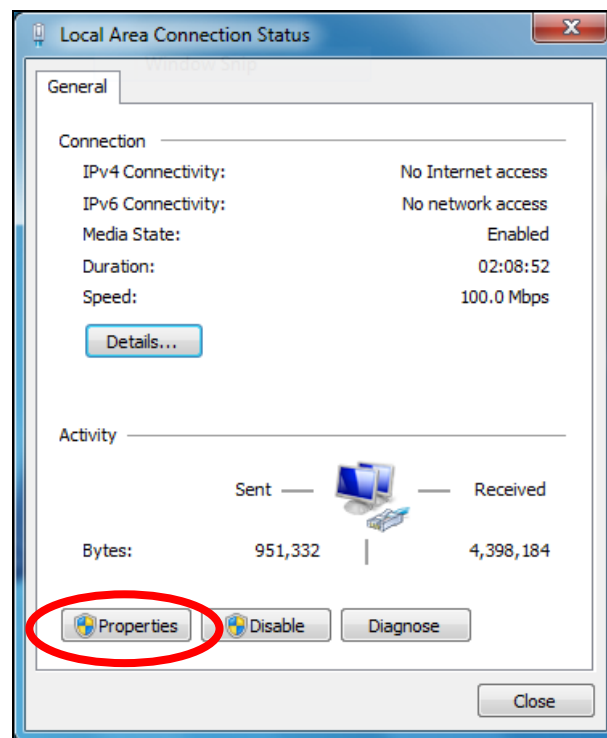 Local Area Connection Status
Window Snip
General
Connection
IPv4 Connectivity: No Internet access
IPv6 Connectivity: No network access
Media State: Enabled
Duration: 02:08:52
Speed: 100.0 Mbps
Details...
Activity
Sent Received
Bytes: 951,332 4,398,184
Properties Disable Diagnose
Close